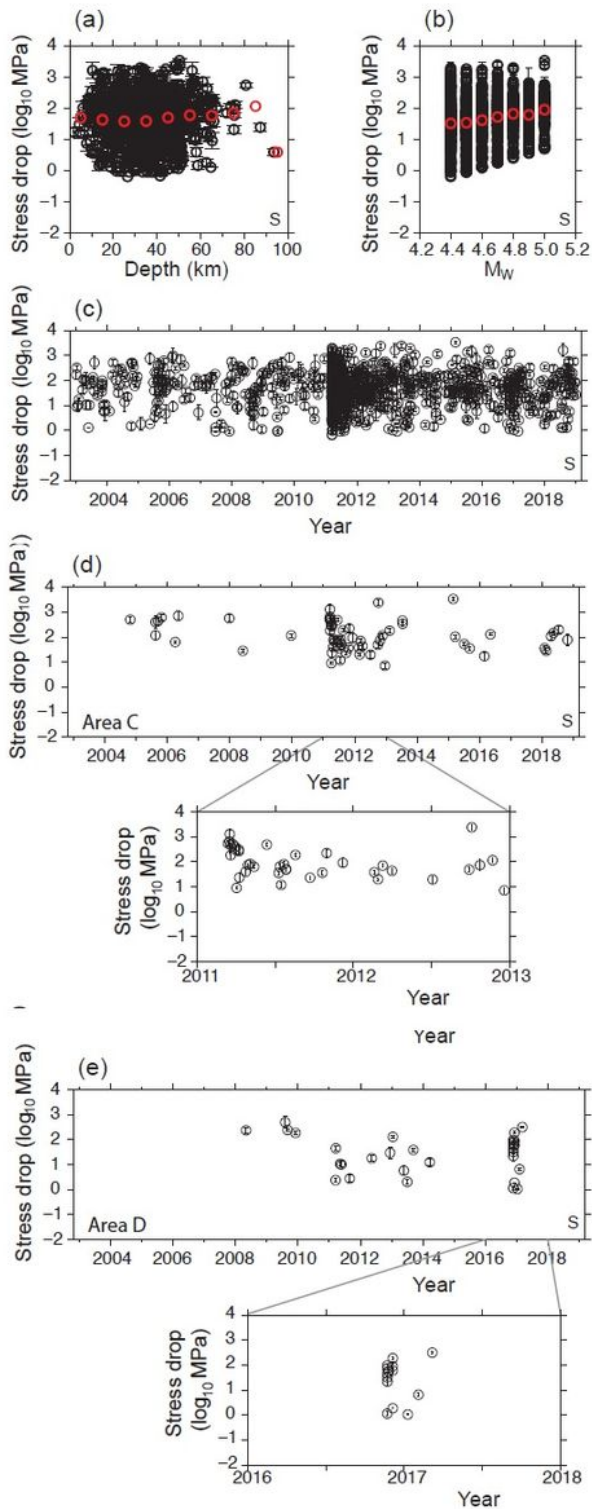 (a)
(b)
Stress drop (log10 MPa)
4
3
2
1
0
−1
−2
0 20 40 60 80 100
Depth (km)
S
Stress drop (log10 MPa)
4
3
2
1
0
−1
−2
4.2 4.4 4.6 4.8 5.0 5.2
MW
S
(c)
Stress drop (log10 MPa)
4
3
2
1
0
−1
−2
S
2004 2006 2008 2010 2012 2014 2016 2018
Year
(d)
Stress drop (log10 MPa))
4
3
2
1
0
−1
−2
Area C
S
2004 2006 2008 2010 2012 2014 2016 2018
Year
Stress drop
(log10 MPa)
4
3
2
1
0
−1
−2
2011 2012 2013
Year
Year
(e)
Stress drop (log10 MPa)
4
3
2
1
0
−1
−2
Area D
S
2004 2006 2008 2010 2012 2014 2016 2018
Year
Stress drop
(log10 MPa)
4
3
2
1
0
−1
−2
2016 2017 2018
Year